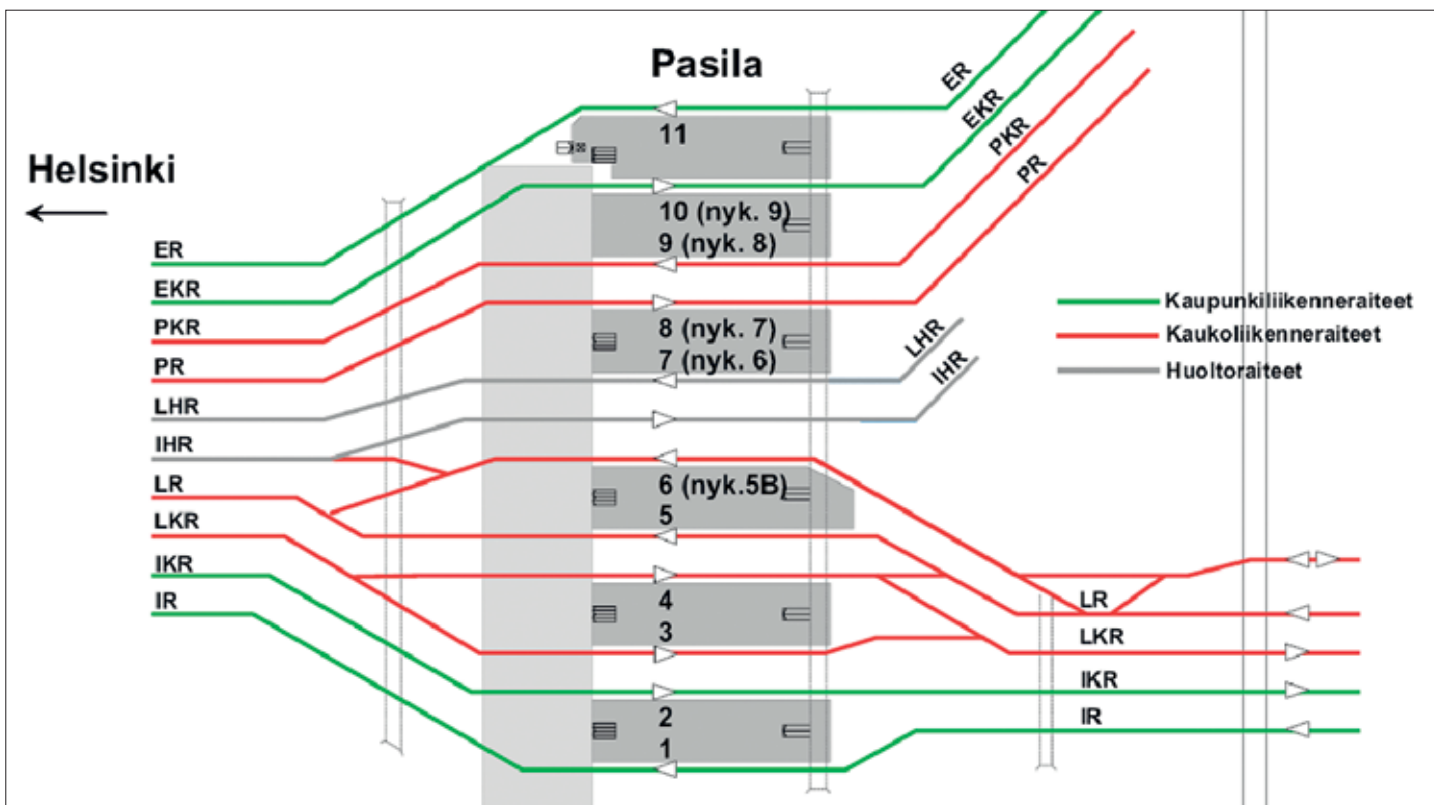 Pasila
Helsinki
ER
EKR
PKR
PR
LHR
IHR
LR
LKR
IKR
IR
11
10 (nyk. 9)
9 (nyk. 8)
8 (nyk. 7)
7 (nyk. 6)
6 (nyk.5B)
5
4
3
2
1
ER
EKR
PKR
PR
LHR
IHR
Kaupunkiliikenneraiteet
Kaukoliikenneraiteet
Huoltoraiteet
LR
LKR
IKR
IR